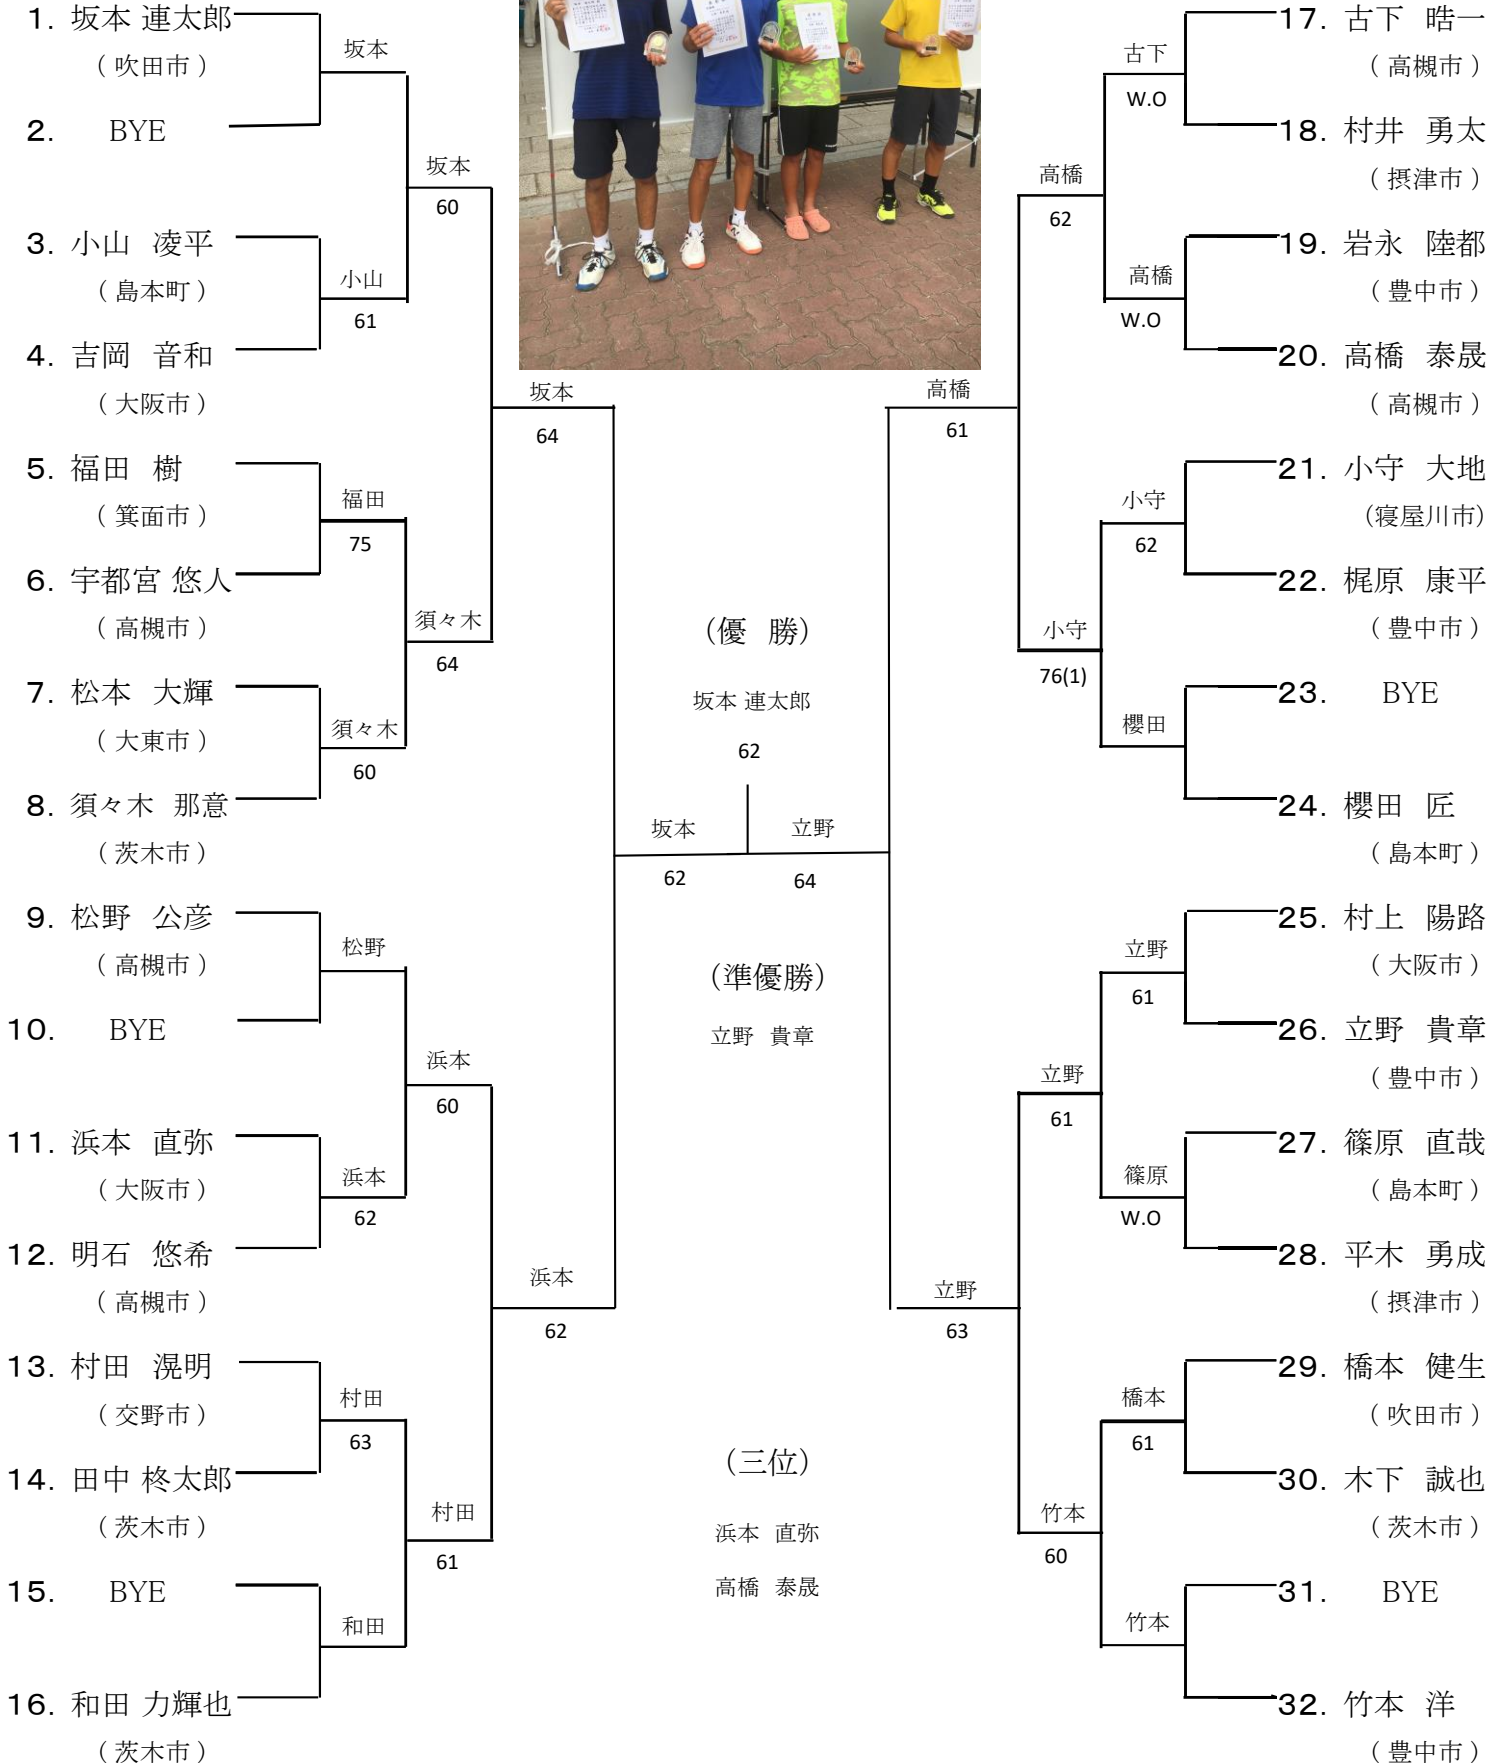 1. 坂本 連太郎
（ 吹田市 ）
2. BYE
3. 小山 凌平
（ 島本町 ）
4. 吉岡 音和
（ 大阪市 ）
5. 福田 樹
（ 箕面市 ）
6. 宇都宮 悠人
（ 高槻市 ）
7. 松本 大輝
（ 大東市 ）
8. 須々木 那意
（ 茨木市 ）
9. 松野 公彦
（ 高槻市 ）
10. BYE
11. 浜本 直弥
（ 大阪市 ）
12. 明石 悠希
（ 高槻市 ）
13. 村田 滉明
（ 交野市 ）
14. 田中 柊太郎
（ 茨木市 ）
15. BYE
16. 和田 力輝也
（ 茨木市 ）
坂本
小山
61
福田
75
須々木
60
松野
浜本
62
村田
63
和田
坂本
60
須々木
64
浜本
60
村田
61
坂本
64
浜本
62
（優 勝）
坂本 連太郎
62
坂本
62
立野
64
（準優勝）
立野 貴章
（三位）
浜本 直弥
高橋 泰晟
高橋
61
立野
63
高橋
62
小守
76(1)
立野
61
竹本
60
古下
W.O
高橋
W.O
小守
62
櫻田
立野
61
篠原
W.O
橋本
61
竹本
17. 古下 晧一
（ 高槻市 ）
18. 村井 勇太
（ 摂津市 ）
19. 岩永 陸都
（ 豊中市 ）
20. 高橋 泰晟
（ 高槻市 ）
21. 小守 大地
（寝屋川市）
22. 梶原 康平
（ 豊中市 ）
23. BYE
24. 櫻田 匠
（ 島本町 ）
25. 村上 陽路
（ 大阪市 ）
26. 立野 貴章
（ 豊中市 ）
27. 篠原 直哉
（ 島本町 ）
28. 平木 勇成
（ 摂津市 ）
29. 橋本 健生
（ 吹田市 ）
30. 木下 誠也
（ 茨木市 ）
31. BYE
32. 竹本 洋
（ 豊中市 ）